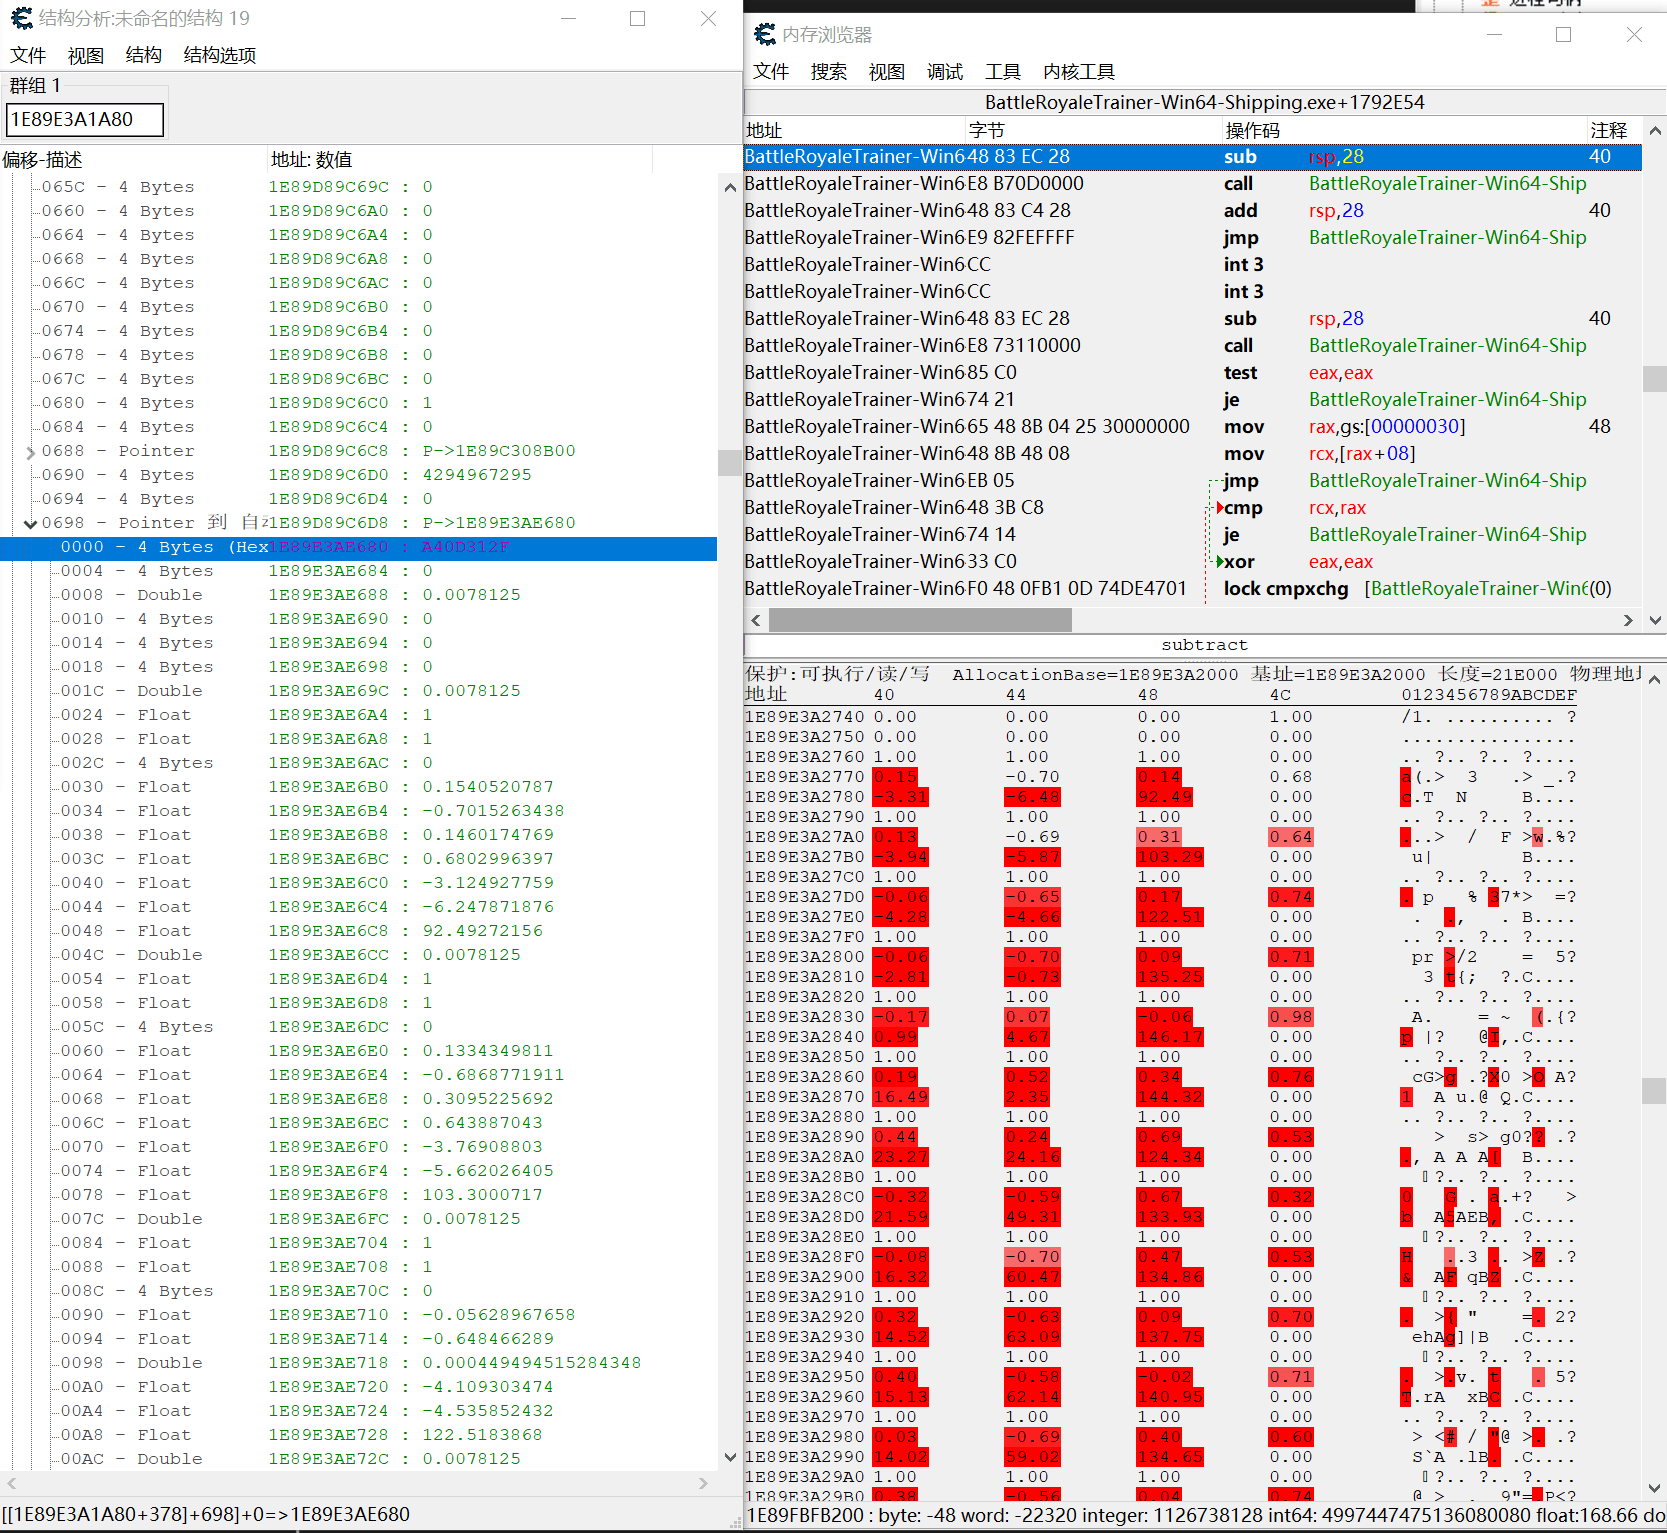 结构分析:未命名的结构 19
文件 视图 结构 结构选项
群组 1
1E89E3A1A80
偏移-描述 地址: 数值
065C - 4 Bytes 1E89D89C69C : 0
0660 - 4 Bytes 1E89D89C6A0 : 0
0664 - 4 Bytes 1E89D89C6A4 : 0
0668 - 4 Bytes 1E89D89C6A8 : 0
066C - 4 Bytes 1E89D89C6AC : 0
0670 - 4 Bytes 1E89D89C6B0 : 0
0674 - 4 Bytes 1E89D89C6B4 : 0
0678 - 4 Bytes 1E89D89C6B8 : 0
067C - 4 Bytes 1E89D89C6BC : 0
0680 - 4 Bytes 1E89D89C6C0 : 1
0684 - 4 Bytes 1E89D89C6C4 : 0
0688 - Pointer 1E89D89C6C8 : P->1E89C308B00
0690 - 4 Bytes 1E89D89C6D0 : 4294967295
0694 - 4 Bytes 1E89D89C6D4 : 0
0698 - Pointer 到 自 1E89D89C6D8 : P->1E89E3AE680
0000 - 4 Bytes (Hex 1E89E3AE680 : A40D312F
0004 - 4 Bytes 1E89E3AE684 : 0
0008 - Double 1E89E3AE688 : 0.0078125
0010 - 4 Bytes 1E89E3AE690 : 0
0014 - 4 Bytes 1E89E3AE694 : 0
0018 - 4 Bytes 1E89E3AE698 : 0
001C - Double 1E89E3AE69C : 0.0078125
0024 - Float 1E89E3AE6A4 : 1
0028 - Float 1E89E3AE6A8 : 1
002C - 4 Bytes 1E89E3AE6AC : 0
0030 - Float 1E89E3AE6B0 : 0.1540520787
0034 - Float 1E89E3AE6B4 : -0.7015263438
0038 - Float 1E89E3AE6B8 : 0.1460174769
003C - Float 1E89E3AE6BC : 0.6802996397
0040 - Float 1E89E3AE6C0 : -3.124927759
0044 - Float 1E89E3AE6C4 : -6.247871876
0048 - Float 1E89E3AE6C8 : 92.49272156
004C - Double 1E89E3AE6CC : 0.0078125
0054 - Float 1E89E3AE6D4 : 1
0058 - Float 1E89E3AE6D8 : 1
005C - 4 Bytes 1E89E3AE6DC : 0
0060 - Float 1E89E3AE6E0 : 0.1334349811
0064 - Float 1E89E3AE6E4 : -0.6868771911
0068 - Float 1E89E3AE6E8 : 0.3095225692
006C - Float 1E89E3AE6EC : 0.643887043
0070 - Float 1E89E3AE6F0 : -3.76908803
0074 - Float 1E89E3AE6F4 : -5.662026405
0078 - Float 1E89E3AE6F8 : 103.3000717
007C - Double 1E89E3AE6FC : 0.0078125
0084 - Float 1E89E3AE704 : 1
0088 - Float 1E89E3AE708 : 1
008C - 4 Bytes 1E89E3AE70C : 0
0090 - Float 1E89E3AE710 : -0.05628967658
0094 - Float 1E89E3AE714 : -0.648466289
0098 - Double 1E89E3AE718 : 0.000449494515284348
00A0 - Float 1E89E3AE720 : -4.109303474
00A4 - Float 1E89E3AE724 : -4.535852432
00A8 - Float 1E89E3AE728 : 122.5183868
00AC - Double 1E89E3AE72C : 0.0078125
[[1E89E3A1A80+378]+698]+0=>1E89E3AE680
内存浏览器
文件 搜索 视图 调试 工具 内核工具
BattleRoyaleTrainer-Win64-Shipping.exe+1792E54
地址 字节 操作码 注释
BattleRoyaleTrainer-Win6 48 83 EC 28 sub rsp,28 40
BattleRoyaleTrainer-Win6 E8 B70D0000 call BattleRoyaleTrainer-Win64-Ship
BattleRoyaleTrainer-Win6 48 83 C4 28 add rsp,28 40
BattleRoyaleTrainer-Win6 E9 82FEFFFF jmp BattleRoyaleTrainer-Win64-Ship
BattleRoyaleTrainer-Win6 CC int 3
BattleRoyaleTrainer-Win6 CC int 3
BattleRoyaleTrainer-Win6 48 83 EC 28 sub rsp,28 40
BattleRoyaleTrainer-Win6 E8 73110000 call BattleRoyaleTrainer-Win64-Ship
BattleRoyaleTrainer-Win6 85 C0 test eax,eax
BattleRoyaleTrainer-Win6 74 21 je BattleRoyaleTrainer-Win64-Ship
BattleRoyaleTrainer-Win6 65 48 8B 04 25 30000000 mov rax,gs:[00000030] 48
BattleRoyaleTrainer-Win6 48 8B 48 08 mov rcx,[rax+08]
BattleRoyaleTrainer-Win6 EB 05 jmp BattleRoyaleTrainer-Win64-Ship
BattleRoyaleTrainer-Win6 48 3B C8 cmp rcx,rax
BattleRoyaleTrainer-Win6 74 14 je BattleRoyaleTrainer-Win64-Ship
BattleRoyaleTrainer-Win6 33 C0 xor eax,eax
BattleRoyaleTrainer-Win6 F0 48 0FB1 0D 74DE4701 lock cmpxchg [BattleRoyaleTrainer-Win6 (0)
subtract
保护:可执行/读/写 AllocationBase=1E89E3A2000 基址=1E89E3A2000 长度=21E000 物理地址
地址 40 44 48 4C 0123456789ABCDEF
1E89E3A2740 0.00 0.00 0.00 1.00
1E89E3A2750 0.00 0.00 0.00 0.00
1E89E3A2760 1.00 1.00 1.00 0.00
1E89E3A2770 0.15 -0.70 0.14 0.68
1E89E3A2780 -3.31 -6.48 92.49 0.00
1E89E3A2790 1.00 1.00 1.00 0.00
1E89E3A27A0 0.13 -0.69 0.31 0.64
1E89E3A27B0 -3.94 -5.87 103.29 0.00
1E89E3A27C0 1.00 1.00 1.00 0.00
1E89E3A27D0 -0.06 -0.65 0.17 0.74
1E89E3A27E0 -4.28 -4.66 122.51 0.00
1E89E3A27F0 1.00 1.00 1.00 0.00
1E89E3A2800 -0.06 -0.70 0.09 0.71
1E89E3A2810 -2.81 -0.73 135.25 0.00
1E89E3A2820 1.00 1.00 1.00 0.00
1E89E3A2830 -0.17 0.07 -0.06 0.98
1E89E3A2840 0.99 4.67 146.17 0.00
1E89E3A2850 1.00 1.00 1.00 0.00
1E89E3A2860 0.19 0.52 0.34 0.76
1E89E3A2870 16.49 2.35 144.32 0.00
1E89E3A2880 1.00 1.00 1.00 0.00
1E89E3A2890 0.44 0.24 0.69 0.53
1E89E3A28A0 23.27 24.16 124.34 0.00
1E89E3A28B0 1.00 1.00 1.00 0.00
1E89E3A28C0 -0.32 -0.59 0.67 0.32
1E89E3A28D0 21.59 49.31 133.93 0.00
1E89E3A28E0 1.00 1.00 1.00 0.00
1E89E3A28F0 -0.08 -0.70 0.47 0.53
1E89E3A2900 16.32 60.47 134.86 0.00
1E89E3A2910 1.00 1.00 1.00 0.00
1E89E3A2920 0.32 -0.63 0.09 0.70
1E89E3A2930 14.52 63.09 137.75 0.00
1E89E3A2940 1.00 1.00 1.00 0.00
1E89E3A2950 0.40 -0.58 -0.02 0.71
1E89E3A2960 15.13 62.14 140.95 0.00
1E89E3A2970 1.00 1.00 1.00 0.00
1E89E3A2980 0.03 -0.69 0.40 0.60
1E89E3A2990 14.02 59.02 134.65 0.00
1E89E3A29A0 1.00 1.00 1.00 0.00
1E89E3A29B0 0.38 -0.56 0.04 0.74
1E89FBFB200 : byte: -48 word: -22320 integer: 1126738128 int64: 4997447475136080080 float:168.66 do